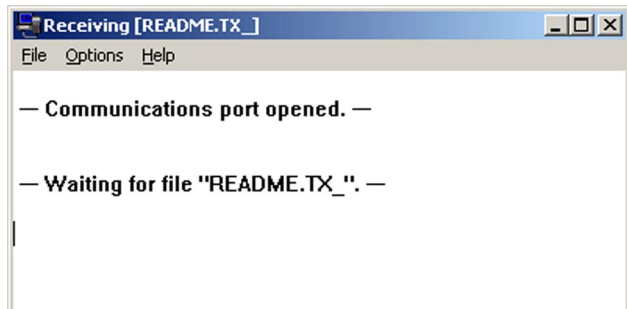 Receiving [README.TX_]
File Options Help
— Communications port opened. —
— Waiting for file "README.TX_". —